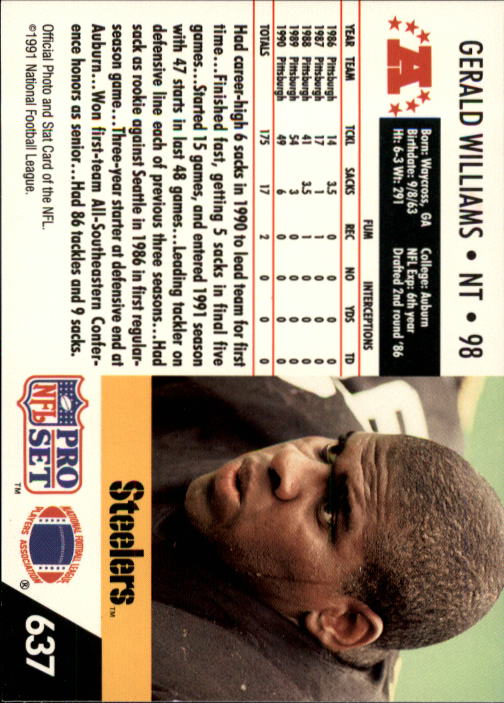 GERALD WILLIAMS • NT • 98
A
Born: Waycross, GA College: Auburn
Birthdate: 9/8/63 NFL Exp: 6th year
Ht: 6-3 Wt: 291 Drafted 2nd round '86
FUM INTERCEPTIONS
YEAR TEAM TCKL SACKS REC NO YDS TD
1986 Pittsburgh 14 3.5 0 0 0 0
1987 Pittsburgh 17 1 1 0 0 0
1988 Pittsburgh 41 3.5 1 0 0 0
1989 Pittsburgh 54 3 0 0 0 0
1990 Pittsburgh 49 6 0 0 0 0
TOTALS 175 17 2 0 0 0
Had career-high 6 sacks in 1990 to lead team for first
time...Finished fast, getting 5 sacks in final five
games...Started 15 games, and entered 1991 season
with 47 starts in last 48 games...Leading tackler on
defensive line each of previous three seasons...Had
sack as rookie against Seattle in 1986 in first regular-
season game...Three-year starter at defensive end at
Auburn...Won first-team All-Southeastern Confer-
ence honors as senior...Had 86 tackles and 9 sacks.
Official Photo and Stat Card of the NFL.
©1991 National Football League.
Steelers™
PRO
NFL
SET
™
NATIONAL FOOTBALL LEAGUE
PLAYERS ASSOCIATION
®
637